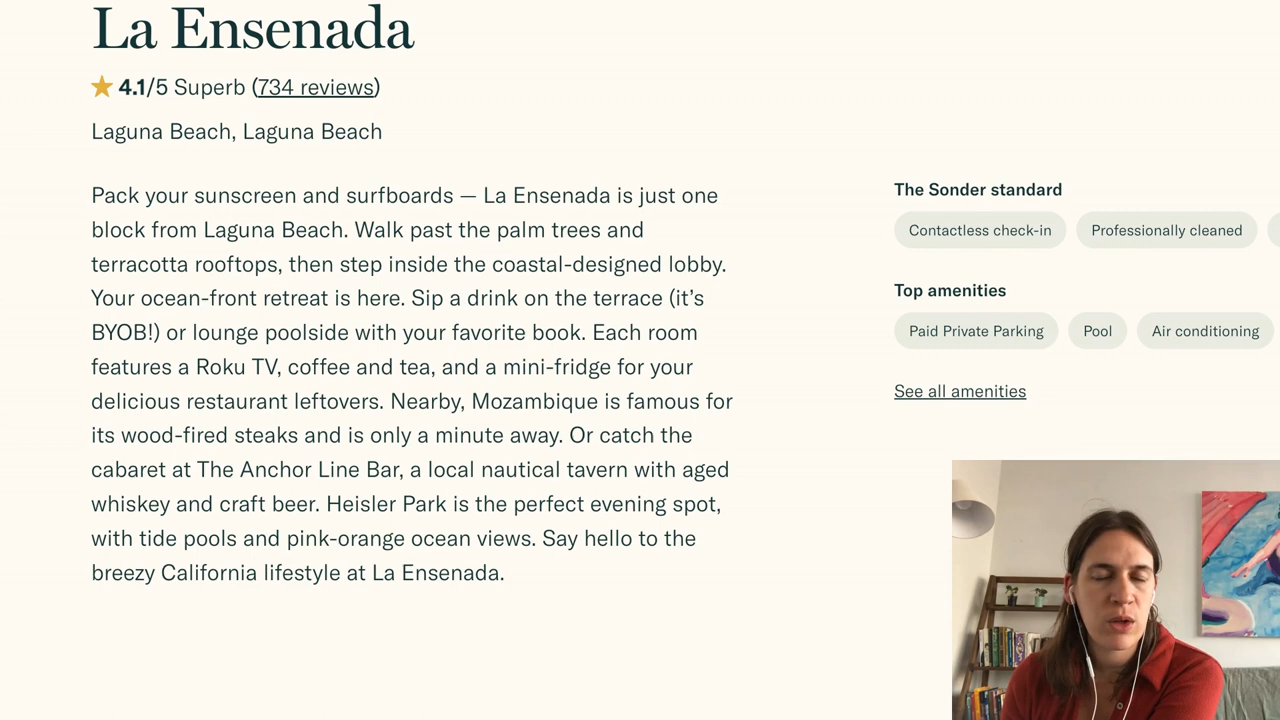 La Ensenada
4.1/5 Superb (734 reviews)
Laguna Beach, Laguna Beach
Pack your sunscreen and surfboards — La Ensenada is just one
block from Laguna Beach. Walk past the palm trees and
terracotta rooftops, then step inside the coastal-designed lobby.
Your ocean-front retreat is here. Sip a drink on the terrace (it’s
BYOB!) or lounge poolside with your favorite book. Each room
features a Roku TV, coffee and tea, and a mini-fridge for your
delicious restaurant leftovers. Nearby, Mozambique is famous for
its wood-fired steaks and is only a minute away. Or catch the
cabaret at The Anchor Line Bar, a local nautical tavern with aged
whiskey and craft beer. Heisler Park is the perfect evening spot,
with tide pools and pink-orange ocean views. Say hello to the
breezy California lifestyle at La Ensenada.
The Sonder standard
Contactless check-in Professionally cleaned
Top amenities
Paid Private Parking Pool Air conditioning
See all amenities